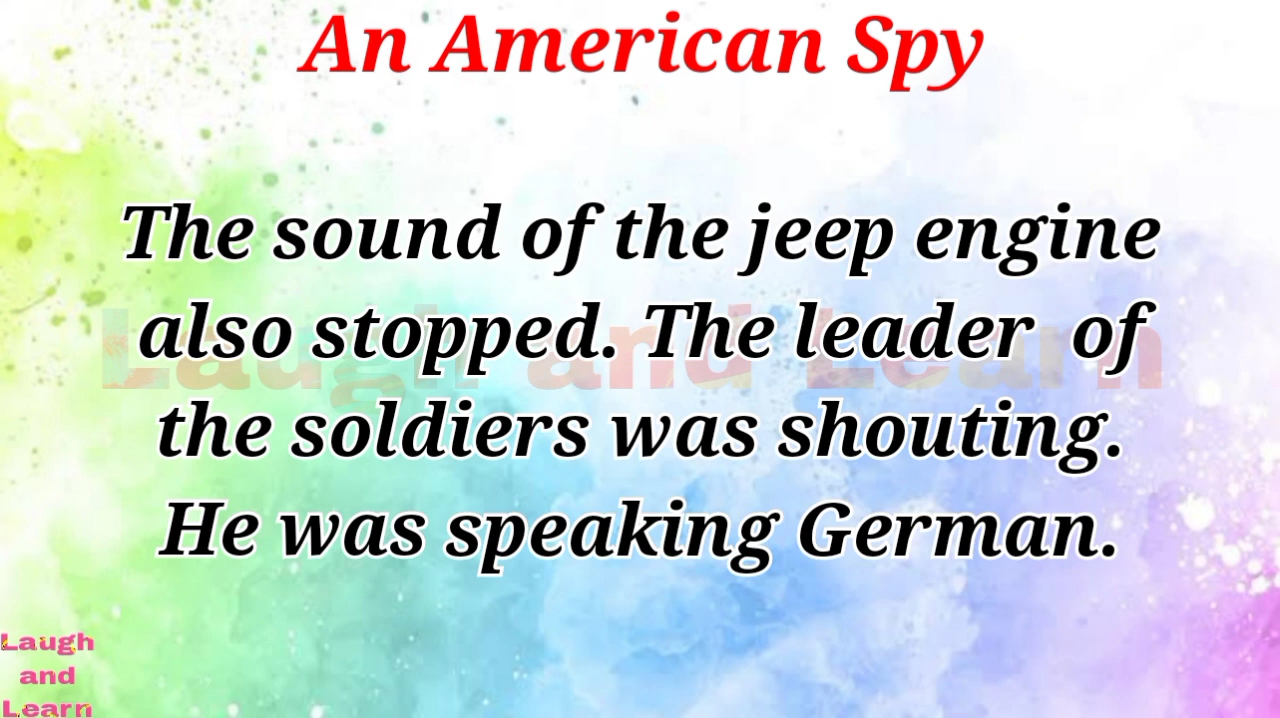 An American Spy
The sound of the jeep engine
also stopped. The leader of
the soldiers was shouting.
He was speaking German.
Laugh and Learn
Laugh
and
Learn